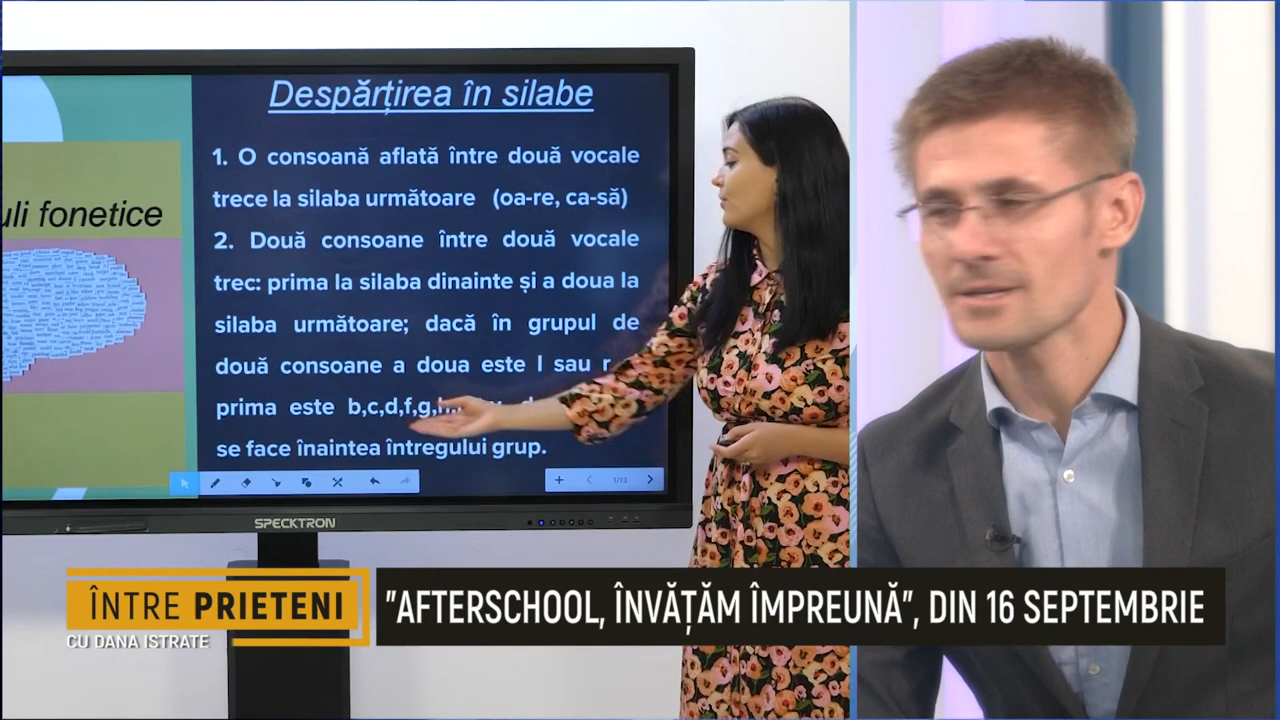 Despărțirea în silabe
1. O consoană aflată între două vocale
trece la silaba următoare (oa-re, ca-să)
2. Două consoane între două vocale
trec: prima la silaba dinainte și a doua la
silaba următoare; dacă în grupul de
două consoane a doua este l sau r
prima este b,c,d,f,g,h,
se face înaintea întregului grup.
uli fonetice
1/13
SPECKTRON
ÎNTRE PRIETENI
CU DANA ISTRATE
"AFTERSCHOOL, ÎNVĂȚĂM ÎMPREUNĂ", DIN 16 SEPTEMBRIE